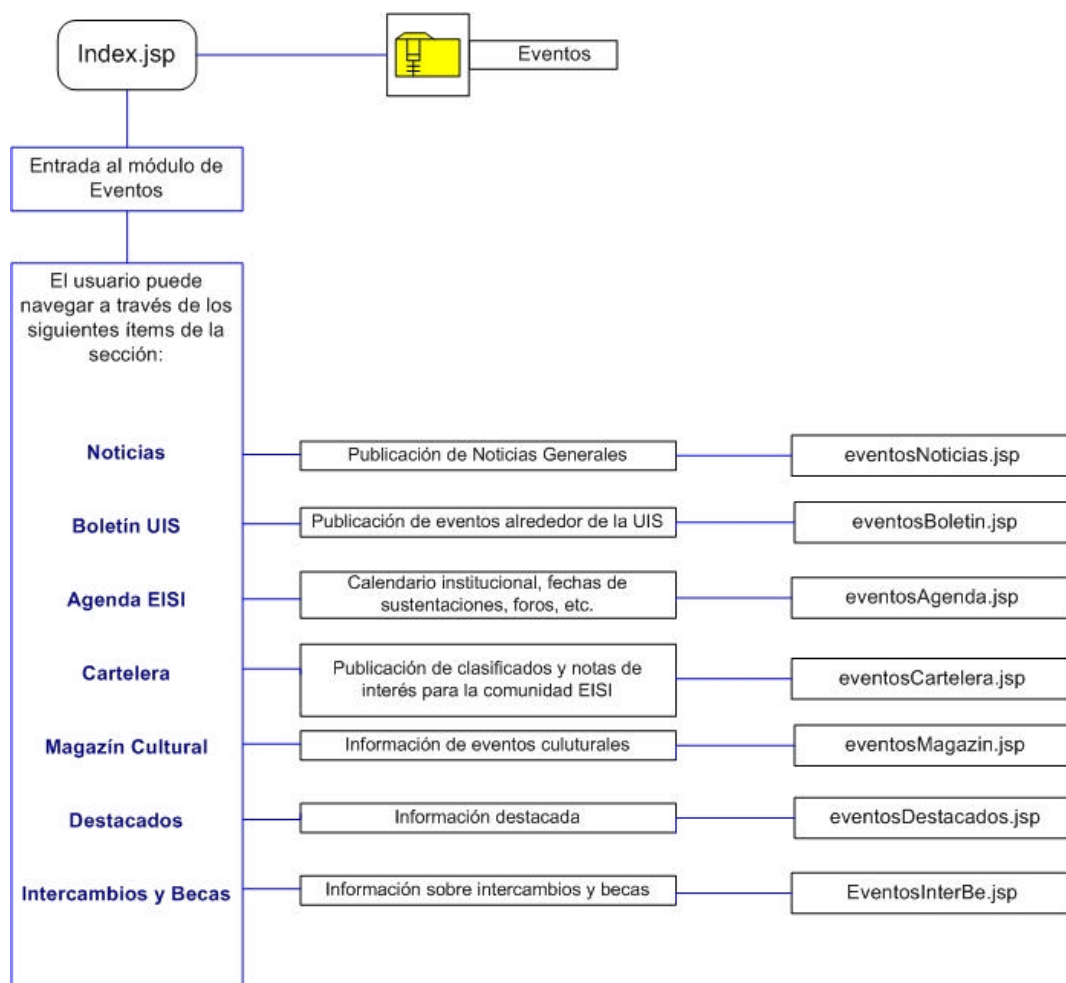 Index.jsp
Eventos
Entrada al módulo de
Eventos
El usuario puede
navegar a través de los
siguientes ítems de la
sección:
Noticias
Publicación de Noticias Generales
eventosNoticias.jsp
Boletín UIS
Publicación de eventos alrededor de la UIS
eventosBoletin.jsp
Agenda EISI
Calendario institucional, fechas de
sustentaciones, foros, etc.
eventosAgenda.jsp
Cartelera
Publicación de clasificados y notas de
interés para la comunidad EISI
eventosCartelera.jsp
Magazín Cultural
Información de eventos culuturales
eventosMagazin.jsp
Destacados
Información destacada
eventosDestacados.jsp
Intercambios y Becas
Información sobre intercambios y becas
EventosInterBe.jsp